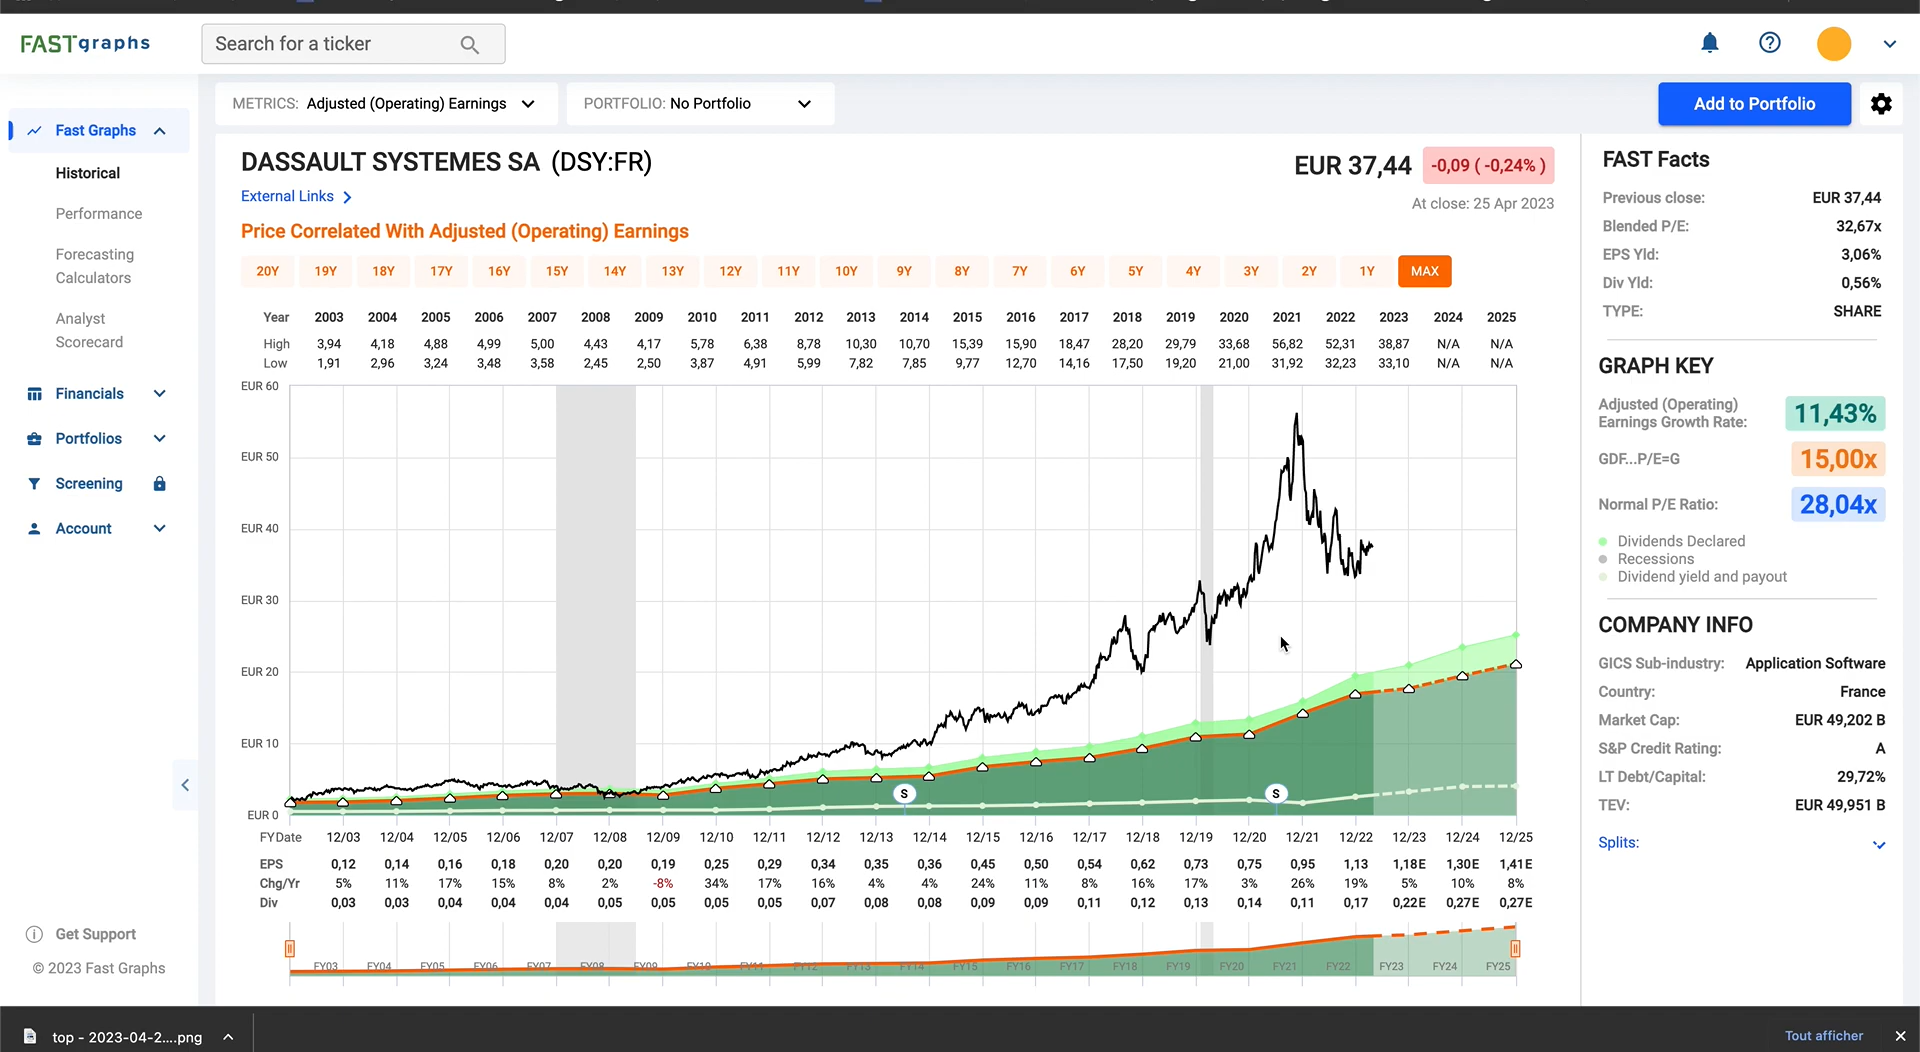 FAST graphs
Search for a ticker
METRICS: Adjusted (Operating) Earnings
PORTFOLIO: No Portfolio
Add to Portfolio
Fast Graphs
Historical
Performance
Forecasting
Calculators
Analyst
Scorecard
Financials
Portfolios
Screening
Account
Get Support
© 2023 Fast Graphs
DASSAULT SYSTEMES SA (DSY:FR)
EUR 37,44 -0,09 ( -0,24% )
External Links
At close: 25 Apr 2023
Price Correlated With Adjusted (Operating) Earnings
20Y 19Y 18Y 17Y 16Y 15Y 14Y 13Y 12Y 11Y 10Y 9Y 8Y 7Y 6Y 5Y 4Y 3Y 2Y 1Y MAX
Year 2003 2004 2005 2006 2007 2008 2009 2010 2011 2012 2013 2014 2015 2016 2017 2018 2019 2020 2021 2022 2023 2024 2025
High 3,94 4,18 4,88 4,99 5,00 4,43 4,17 5,78 6,38 8,78 10,30 10,70 15,39 15,90 18,47 28,20 29,79 33,68 56,82 52,31 38,87 N/A N/A
Low 1,91 2,96 3,24 3,48 3,58 2,45 2,50 3,87 4,91 5,99 7,82 7,85 9,77 12,70 14,16 17,50 19,20 21,00 31,92 32,23 33,10 N/A N/A
EUR 60
EUR 50
EUR 40
EUR 30
EUR 20
EUR 10
S S
EUR 0
FYDate 12/03 12/04 12/05 12/06 12/07 12/08 12/09 12/10 12/11 12/12 12/13 12/14 12/15 12/16 12/17 12/18 12/19 12/20 12/21 12/22 12/23 12/24 12/25
EPS 0,12 0,14 0,16 0,18 0,20 0,20 0,19 0,25 0,29 0,34 0,35 0,36 0,45 0,50 0,54 0,62 0,73 0,75 0,95 1,13 1,18E 1,30E 1,41E
Chg/Yr 5% 11% 17% 15% 8% 2% -8% 34% 17% 16% 4% 4% 24% 11% 8% 16% 17% 3% 26% 19% 5% 10% 8%
Div 0,03 0,03 0,04 0,04 0,04 0,05 0,05 0,05 0,05 0,07 0,08 0,08 0,09 0,09 0,11 0,12 0,13 0,14 0,11 0,17 0,22E 0,27E 0,27E
FY03 FY04 FY05 FY06 FY07 FY08 FY09 FY10 FY11 FY12 FY13 FY14 FY15 FY16 FY17 FY18 FY19 FY20 FY21 FY22 FY23 FY24 FY25
FAST Facts
Previous close: EUR 37,44
Blended P/E: 32,67x
EPS Yld: 3,06%
Div Yld: 0,56%
TYPE: SHARE
GRAPH KEY
Adjusted (Operating)
Earnings Growth Rate: 11,43%
GDF...P/E=G 15,00x
Normal P/E Ratio: 28,04x
Dividends Declared
Recessions
Dividend yield and payout
COMPANY INFO
GICS Sub-industry: Application Software
Country: France
Market Cap: EUR 49,202 B
S&P Credit Rating: A
LT Debt/Capital: 29,72%
TEV: EUR 49,951 B
Splits:
top - 2023-04-2....png
Tout afficher